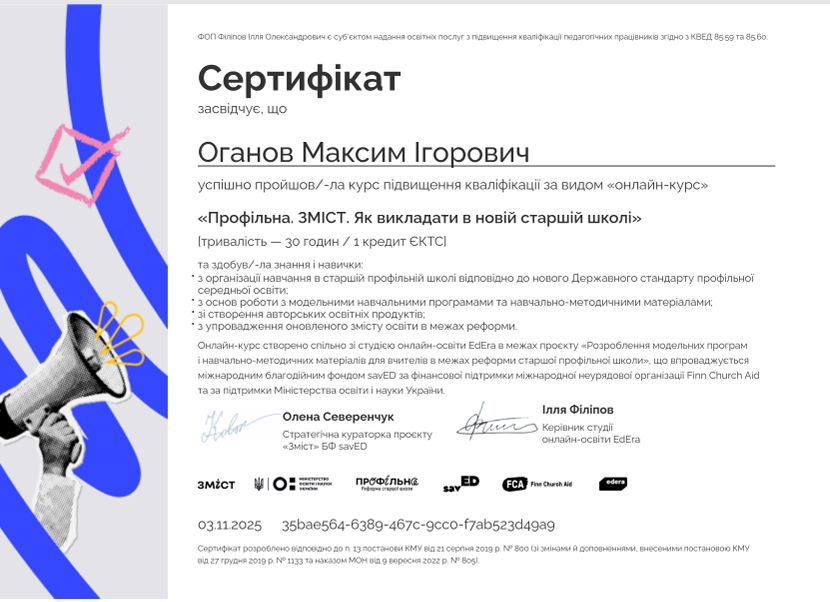 ФОП Філіпов Ілля Олександрович є суб'єктом надання освітніх послуг з підвищення кваліфікації педагогічних працівників згідно з КВЕД 85.59 та 85.60.
Сертифікат
засвідчує, що
Оганов Максим Ігорович
успішно пройшов/-ла курс підвищення кваліфікації за видом «онлайн-курс»
«Профільна. ЗМІСТ. Як викладати в новій старшій школі»
[тривалість — 30 годин / 1 кредит ЄКТС]
та здобув/-ла знання і навички:
* з організації навчання в старшій профільній школі відповідно до нового Державного стандарту профільної
середньої освіти;
* з основ роботи з модельними навчальними програмами та навчально-методичними матеріалами;
* зі створення авторських освітніх продуктів;
* з упровадження оновленого змісту освіти в межах реформи.
Онлайн-курс створено спільно зі студією онлайн-освіти EdEra в межах проєкту «Розроблення модельних програм
і навчально-методичних матеріалів для вчителів в межах реформи старшої профільної школи», що впроваджується
міжнародним благодійним фондом savED за фінансової підтримки міжнародної неурядової організації Finn Church Aid
та за підтримки Міністерства освіти і науки України.
Олена Северенчук
Стратегічна кураторка проєкту
«Зміст» БФ savED
Ілля Філіпов
Керівник студії
онлайн-освіти EdEra
ЗМІСТ
МІНІСТЕРСТВО
ОСВІТИ І НАУКИ
УКРАЇНИ
ПРОФІЛЬНА
Реформа старшої школи
savED
FCA Finn Church Aid
edera
03.11.2025 35bae564-6389-467c-9cc0-f7ab523d49a9
Сертифікат розроблено відповідно до п. 13 постанови КМУ від 21 серпня 2019 р. № 800 (зі змінами й доповненнями, внесеними постановою КМУ
від 27 грудня 2019 р. № 1133 та наказом МОН від 9 вересня 2022 р. № 805).